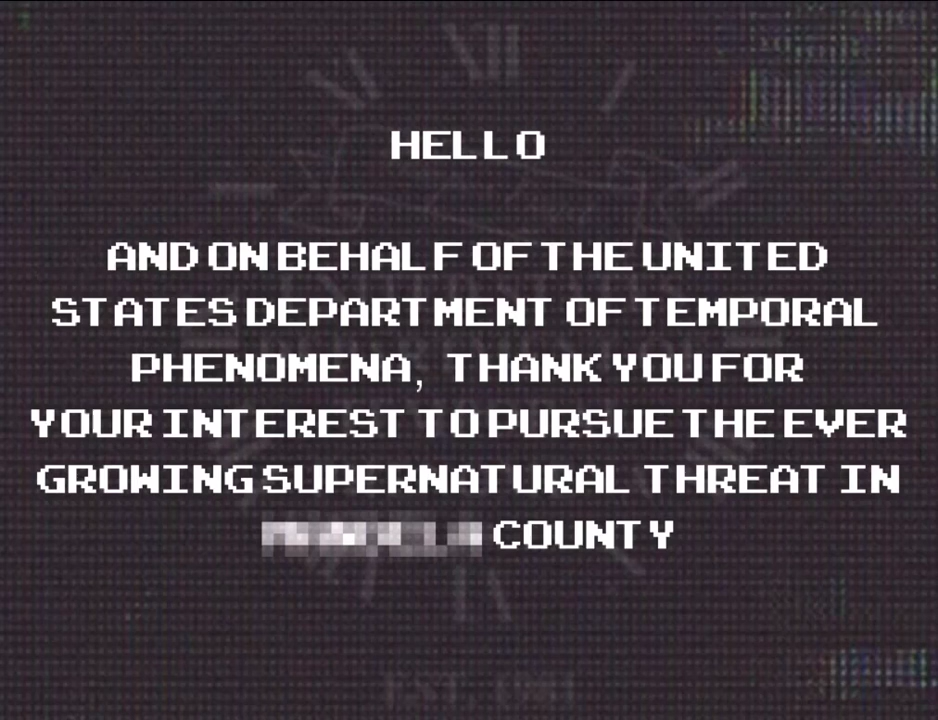 HELLO
AND ON BEHALF OF THE UNITED
STATES DEPARTMENT OF TEMPORAL
PHENOMENA, THANK YOU FOR
YOUR INTEREST TO PURSUE THE EVER
GROWING SUPERNATURAL THREAT IN
COUNTY